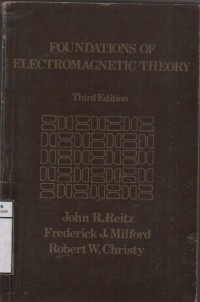 FOUNDATIONS OF
ELECTROMAGNETIC THEORY
Third Edition
John R. Reitz
Frederick J. Milford
Robert W. Christy